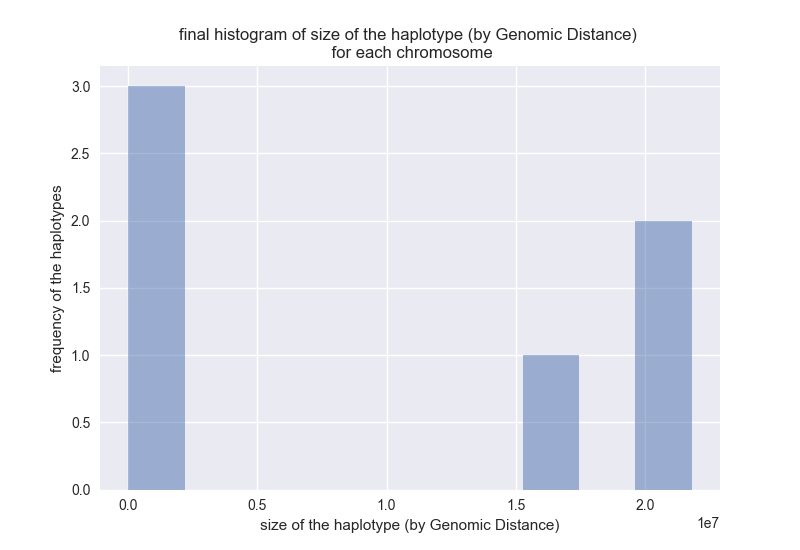 final histogram of size of the haplotype (by Genomic Distance)
for each chromosome
frequency of the haplotypes
3.0
2.5
2.0
1.5
1.0
0.5
0.0
0.0 0.5 1.0 1.5 2.0
1e7
size of the haplotype (by Genomic Distance)